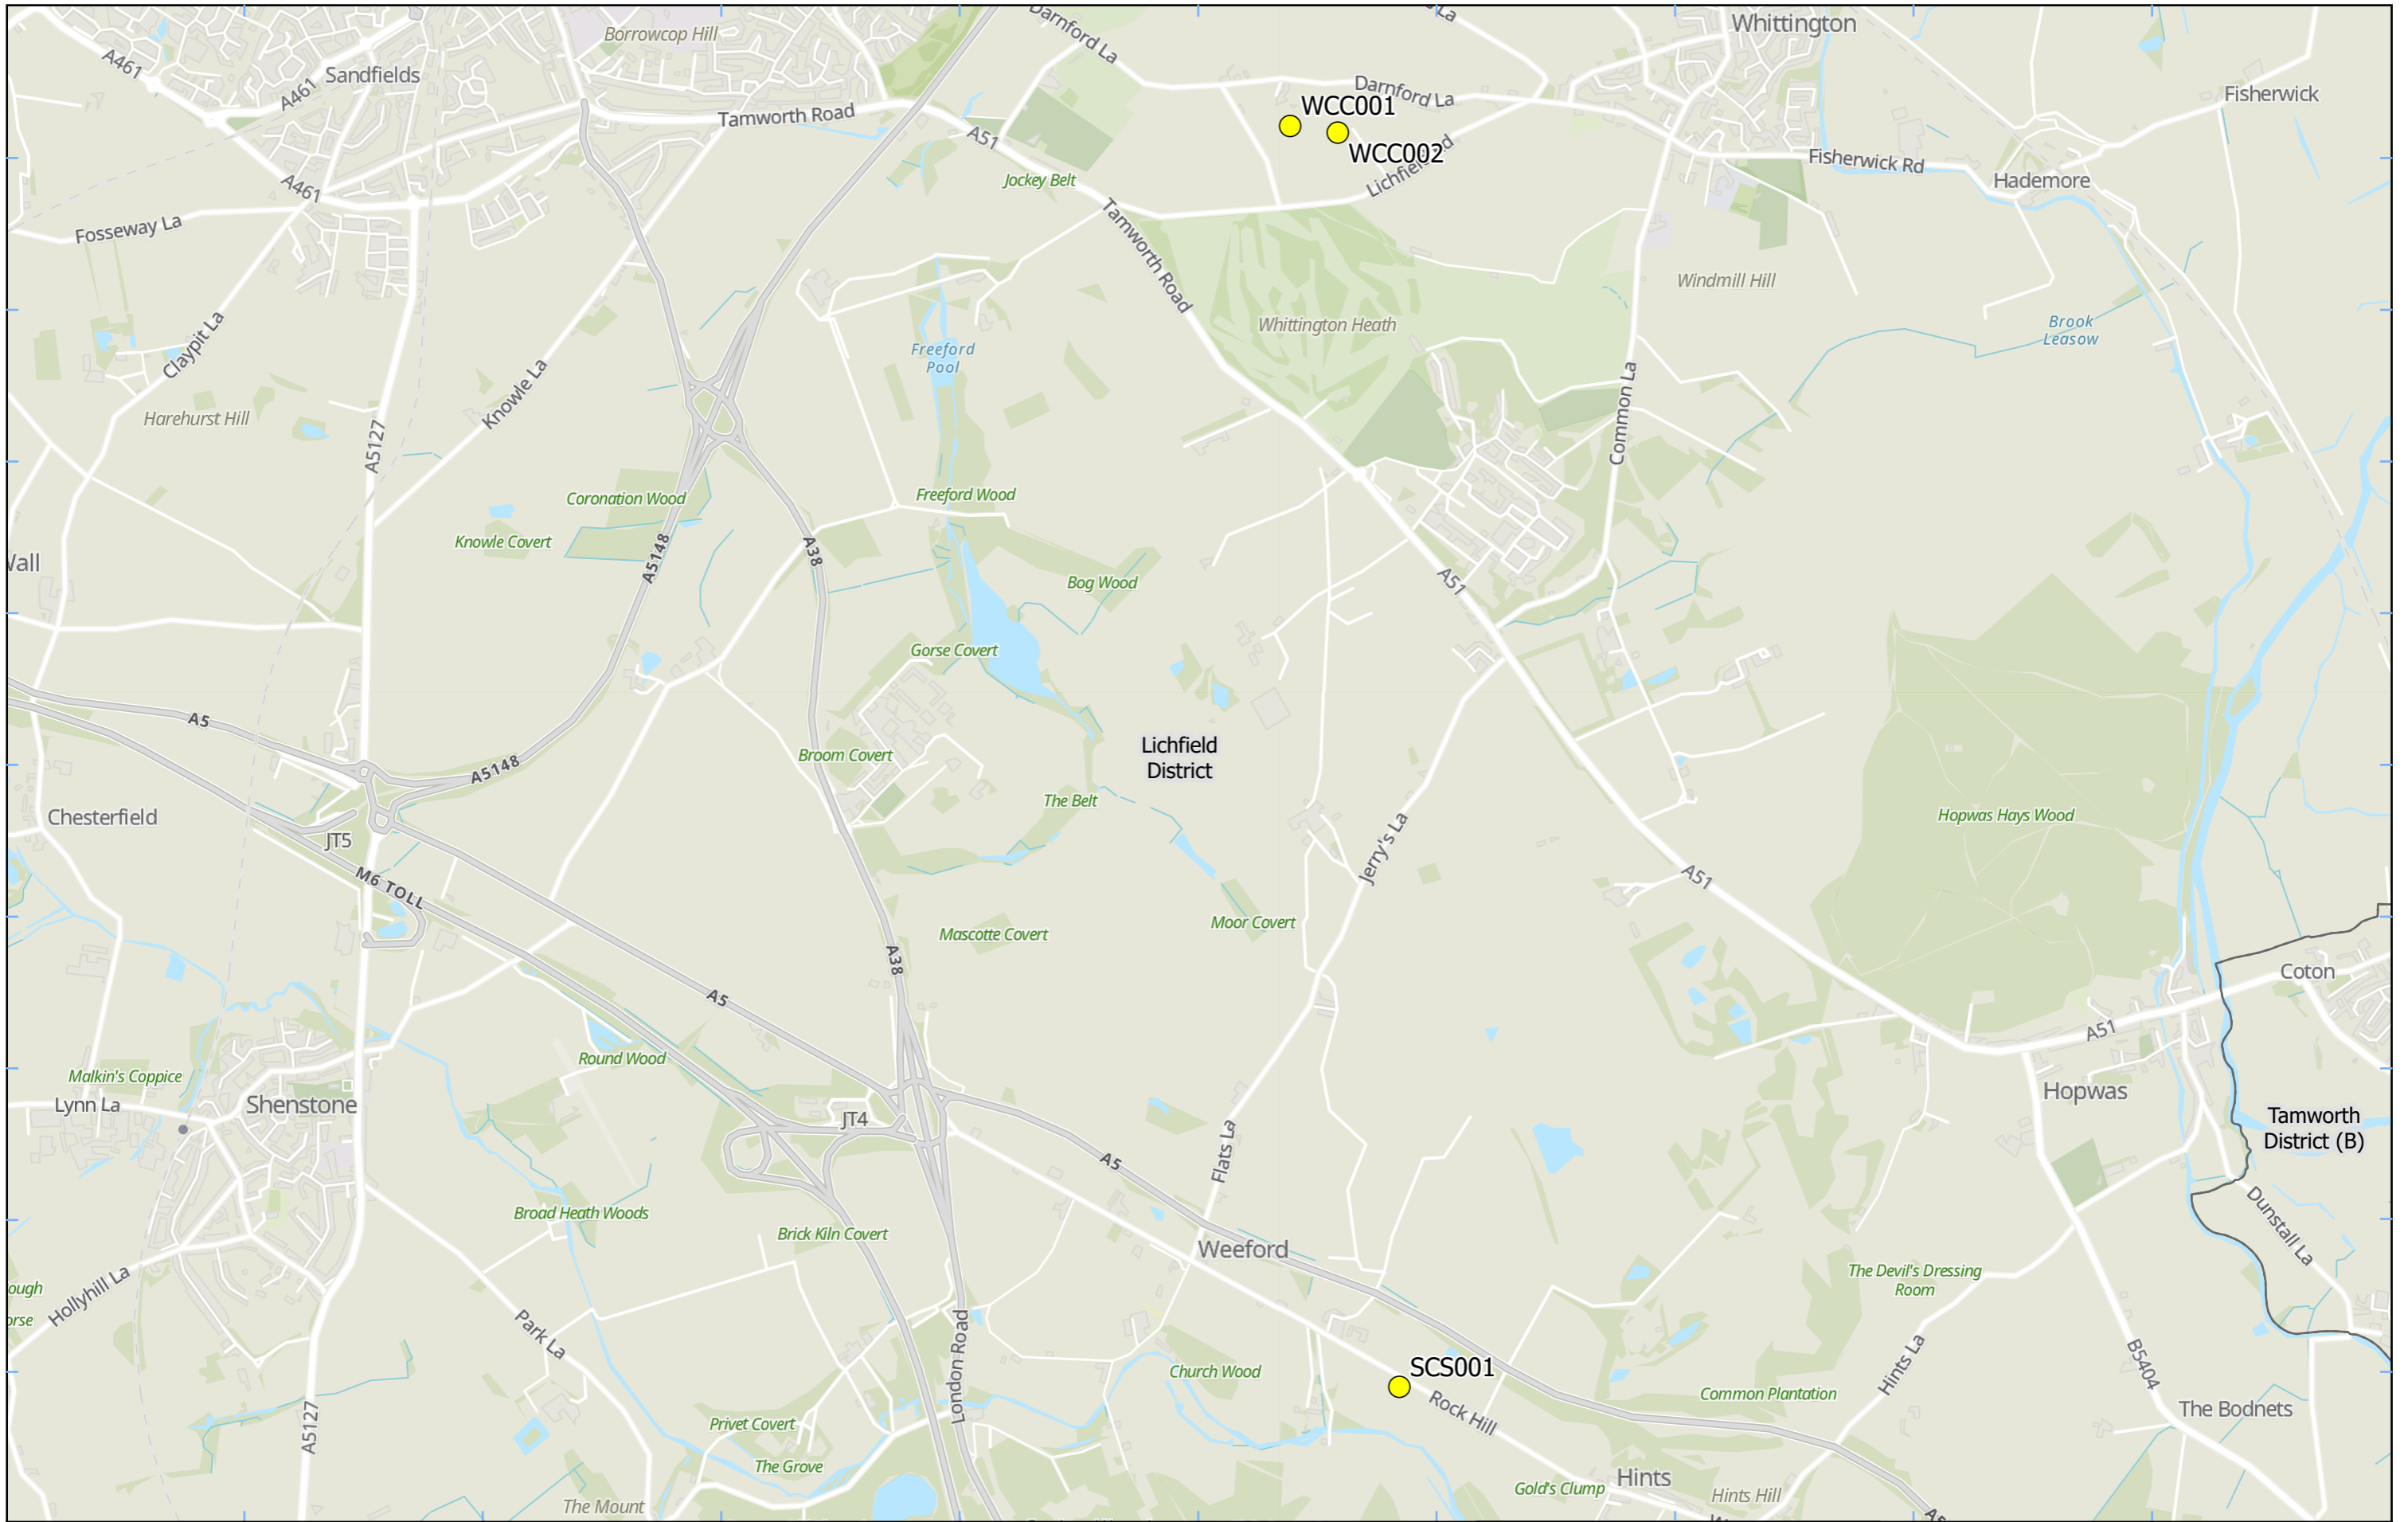 Darnford La
s La
Whittington
Borrowcop Hill
A461
Sandfields
A461
Darnford La
Fisherwick
WCC001
Tamworth Road
A51
WCC002
Fisherwick Rd
Jockey Belt
Hademore
A461
Fosseway La
Tamworth Road
Windmill Hill
Whittington Heath
Brook
Leasow
Claypit La
Freeford
Pool
Knowle La
Harehurst Hill
Common La
A5127
Coronation Wood
Freeford Wood
Knowle Covert
A5148
A38
Bog Wood
A51
Gorse Covert
A5
Lichfield
District
Broom Covert
A5148
The Belt
Chesterfield
Hopwas Hays Wood
JT5
Jerry's La
M6 TOLL
A51
Moor Covert
Mascotte Covert
A38
Coton
A5
A51
Round Wood
Malkin's Coppice
Hopwas
Lynn La
Shenstone
JT4
Tamworth
District (B)
A5
Flats La
Broad Heath Woods
Brick Kiln Covert
Dunstall La
Weeford
The Devil's Dressing
Room
ough
orse
Hollyhill La
Park La
London Road
Church Wood
SCS001
Hints La
B5404
Common Plantation
Rock Hill
The Bodnets
A5127
Privet Covert
The Grove
Hints
Gold's Clump
Hints Hill
The Mount
A5